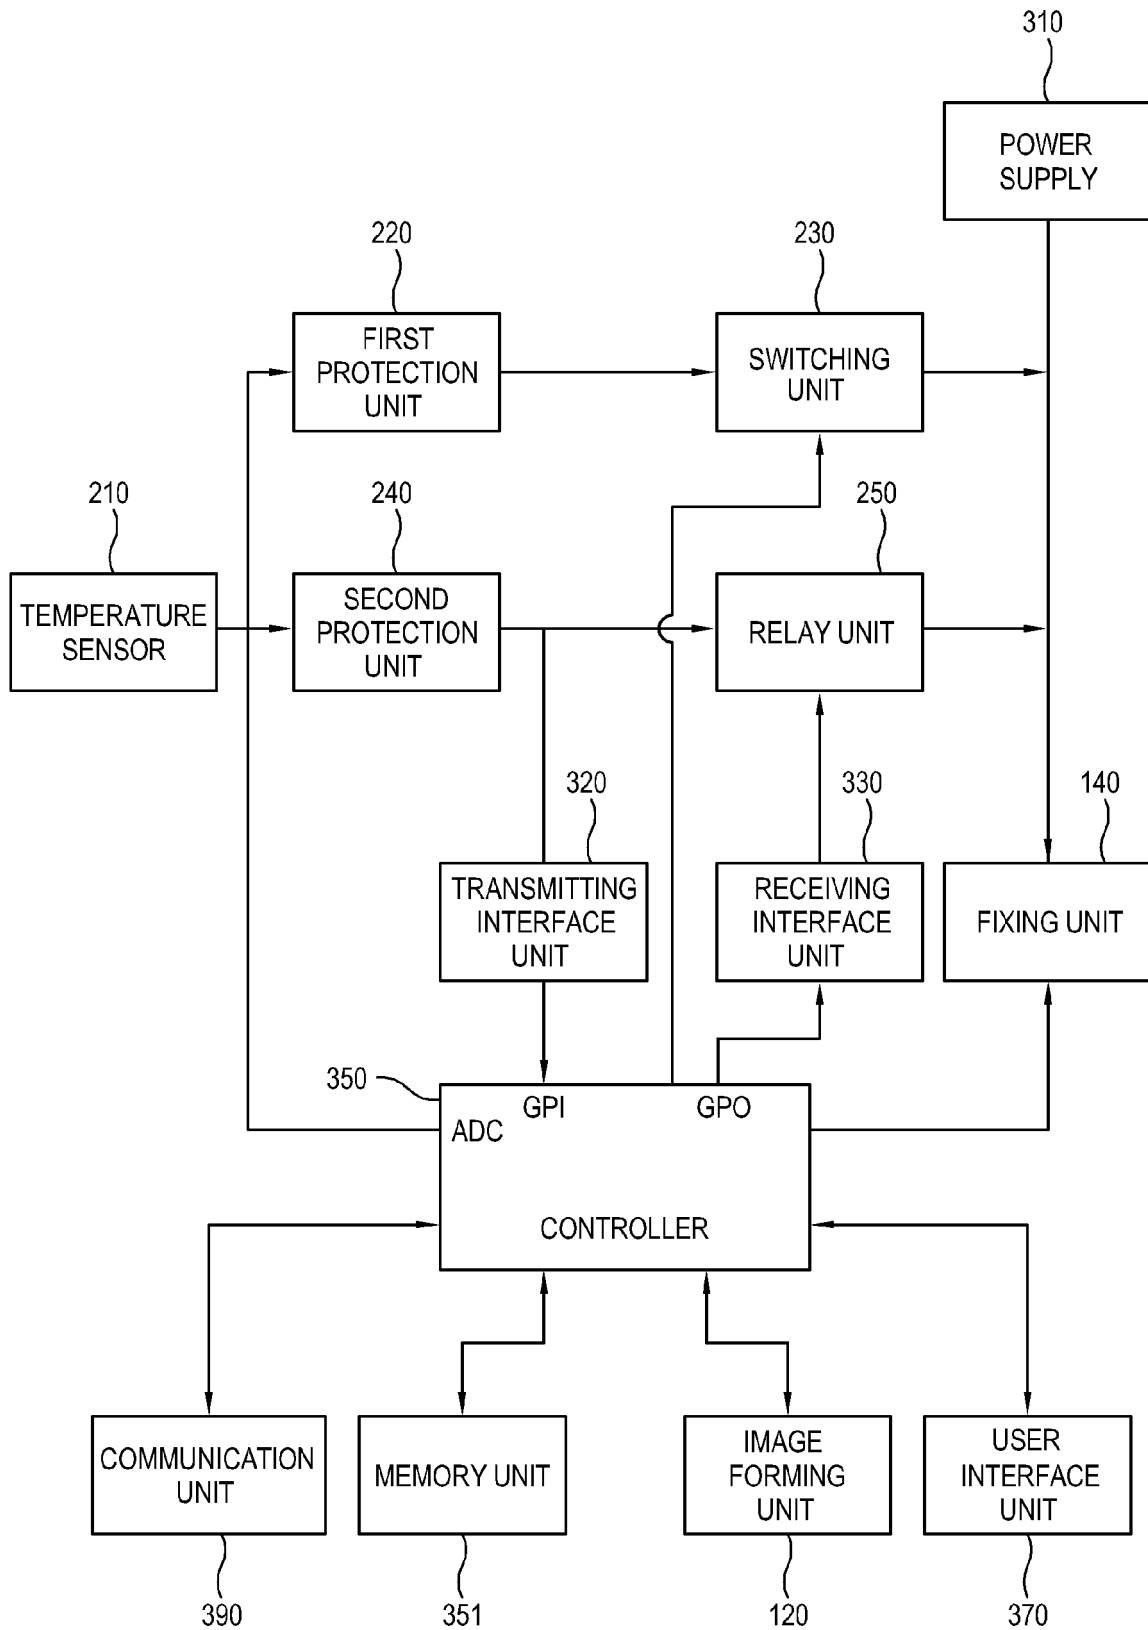 310
POWER
SUPPLY
220
230
FIRST
PROTECTION
UNIT
SWITCHING
UNIT
210
240
250
TEMPERATURE
SENSOR
SECOND
PROTECTION
UNIT
RELAY UNIT
320
330
140
TRANSMITTING
INTERFACE
UNIT
RECEIVING
INTERFACE
UNIT
FIXING UNIT
350
GPI
GPO
ADC
CONTROLLER
COMMUNICATION
UNIT
MEMORY UNIT
IMAGE
FORMING
UNIT
USER
INTERFACE
UNIT
390
351
120
370